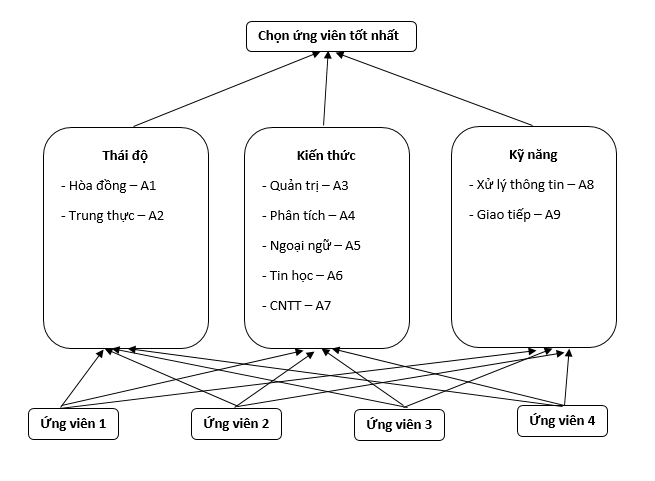 Chọn ứng viên tốt nhất
Thái độ
- Hòa đồng – A1
- Trung thực – A2
Kiến thức
- Quản trị – A3
- Phân tích – A4
- Ngoại ngữ – A5
- Tin học – A6
- CNTT – A7
Kỹ năng
- Xử lý thông tin – A8
- Giao tiếp – A9
Ứng viên 1
Ứng viên 2
Ứng viên 3
Ứng viên 4